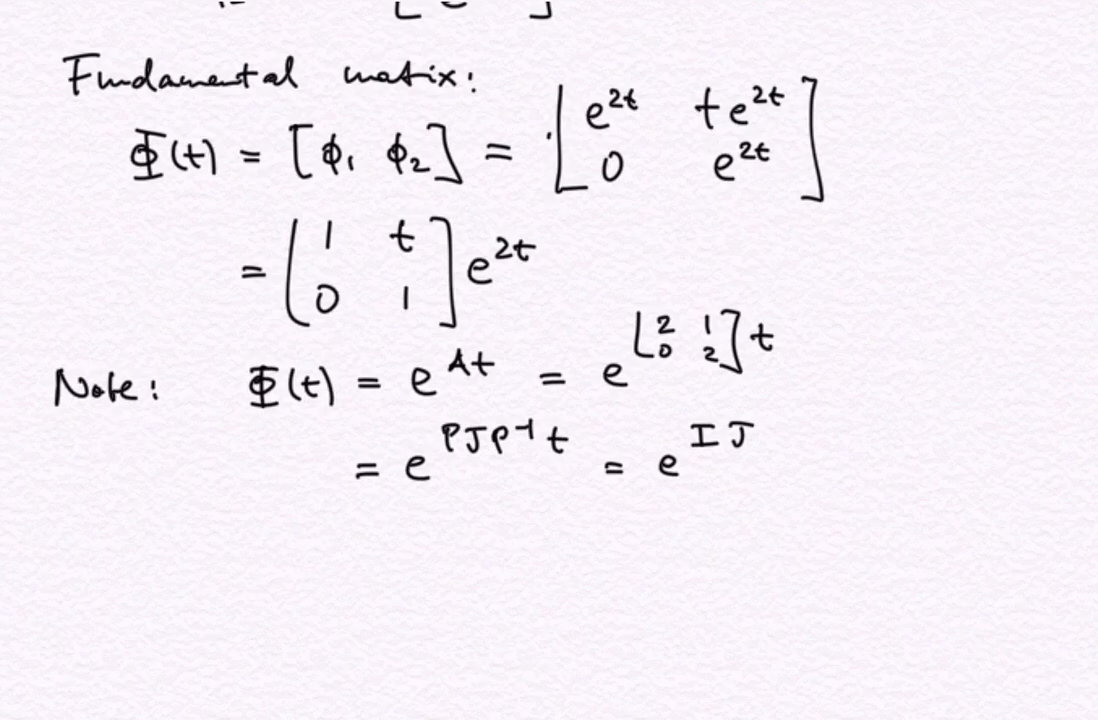 Fundamental matrix:
Φ(t) = [ϕ₁ ϕ₂] = [e^{2t} te^{2t}; 0 e^{2t}]
= [1 t; 0 1] e^{2t}
Note: Φ(t) = e^{At} = e^{[2 1; 0 2]t}
= e^{PJP⁻¹t} = e^{IJ}